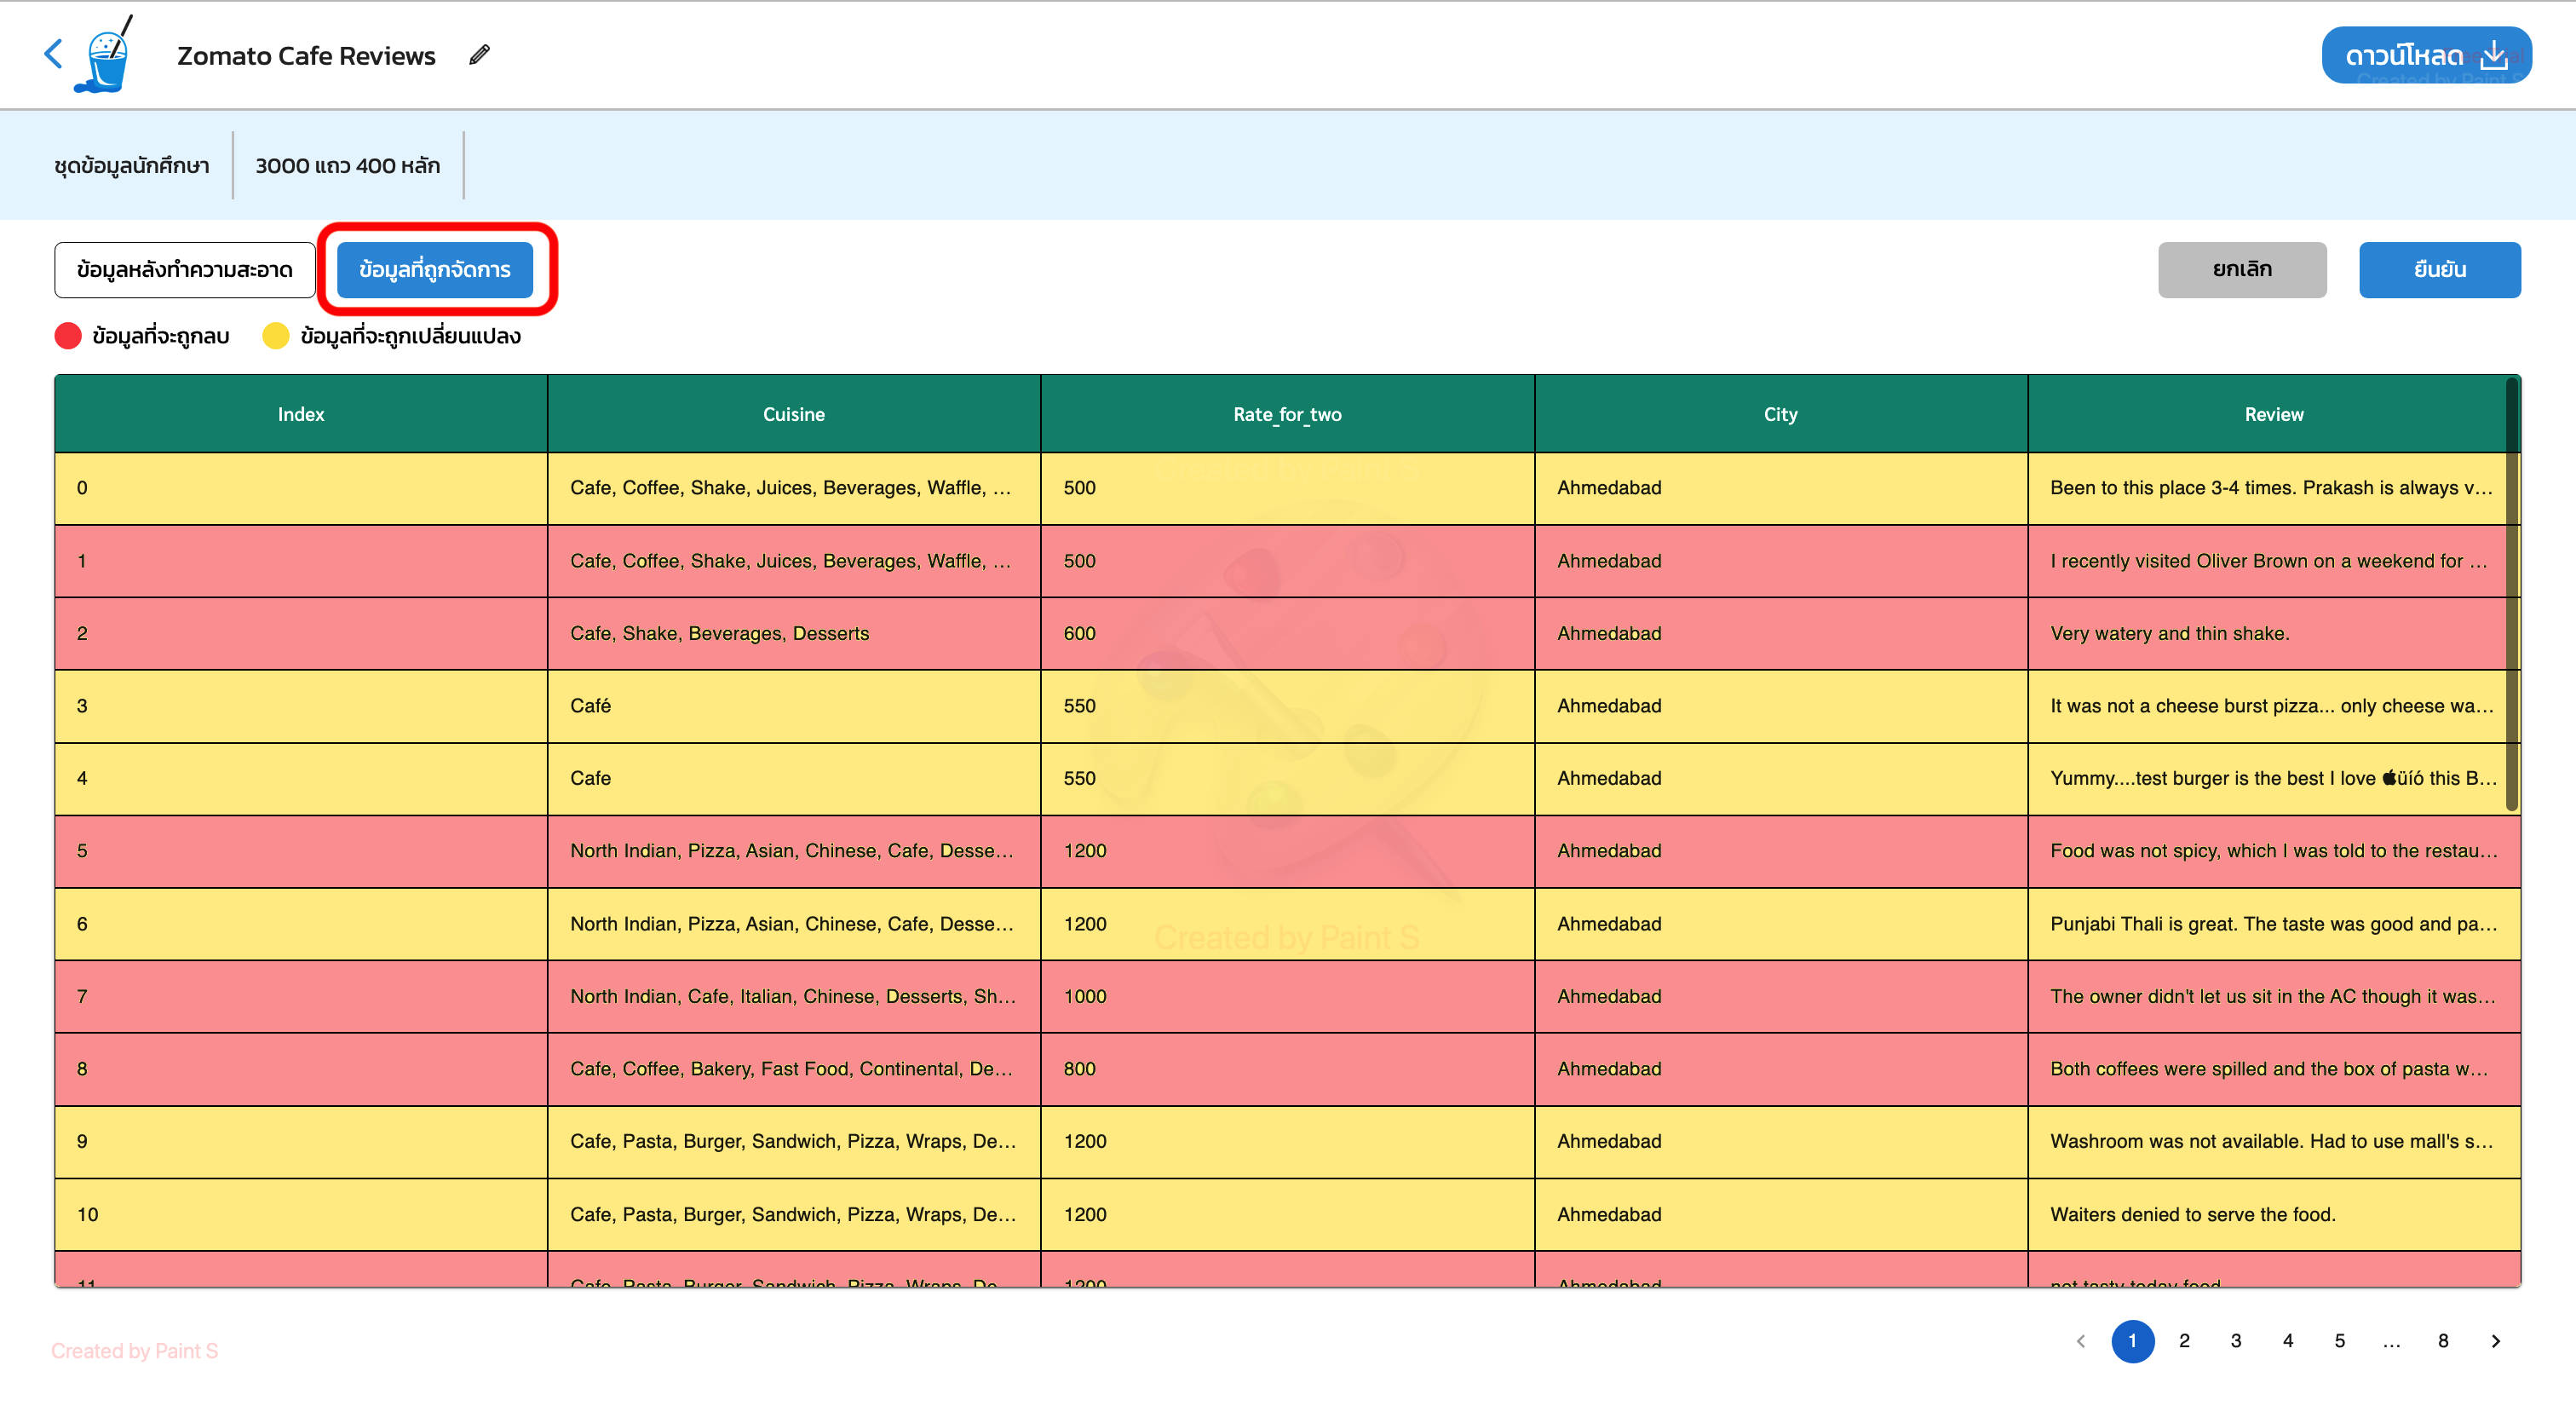 Zomato Cafe Reviews
ดาวน์โหลด
Created by Paint S
ชุดข้อมูลนักศึกษา 3000 แถว 400 หลัก
ข้อมูลหลังทำความสะอาด ข้อมูลที่ถูกจัดการ ยกเลิก ยืนยัน
ข้อมูลที่จะถูกลบ ข้อมูลที่จะถูกเปลี่ยนแปลง
Index Cuisine Rate_for_two City Review
Created by Paint S
0 Cafe, Coffee, Shake, Juices, Beverages, Waffle, ... 500 Ahmedabad Been to this place 3-4 times. Prakash is always v...
1 Cafe, Coffee, Shake, Juices, Beverages, Waffle, ... 500 Ahmedabad I recently visited Oliver Brown on a weekend for ...
2 Cafe, Shake, Beverages, Desserts 600 Ahmedabad Very watery and thin shake.
3 Café 550 Ahmedabad It was not a cheese burst pizza... only cheese wa...
4 Cafe 550 Ahmedabad Yummy....test burger is the best I love üíó this B...
5 North Indian, Pizza, Asian, Chinese, Cafe, Desse... 1200 Ahmedabad Food was not spicy, which I was told to the restau...
6 North Indian, Pizza, Asian, Chinese, Cafe, Desse... 1200 Ahmedabad Punjabi Thali is great. The taste was good and pa...
Created by Paint S
7 North Indian, Cafe, Italian, Chinese, Desserts, Sh... 1000 Ahmedabad The owner didn't let us sit in the AC though it was...
8 Cafe, Coffee, Bakery, Fast Food, Continental, De... 800 Ahmedabad Both coffees were spilled and the box of pasta w...
9 Cafe, Pasta, Burger, Sandwich, Pizza, Wraps, De... 1200 Ahmedabad Washroom was not available. Had to use mall's s...
10 Cafe, Pasta, Burger, Sandwich, Pizza, Wraps, De... 1200 Ahmedabad Waiters denied to serve the food.
11 Cafe, Pasta, Burger, Sandwich, Pizza, Wraps, De... 1200 Ahmedabad not tasty today food
Created by Paint S
1 2 3 4 5 ... 8